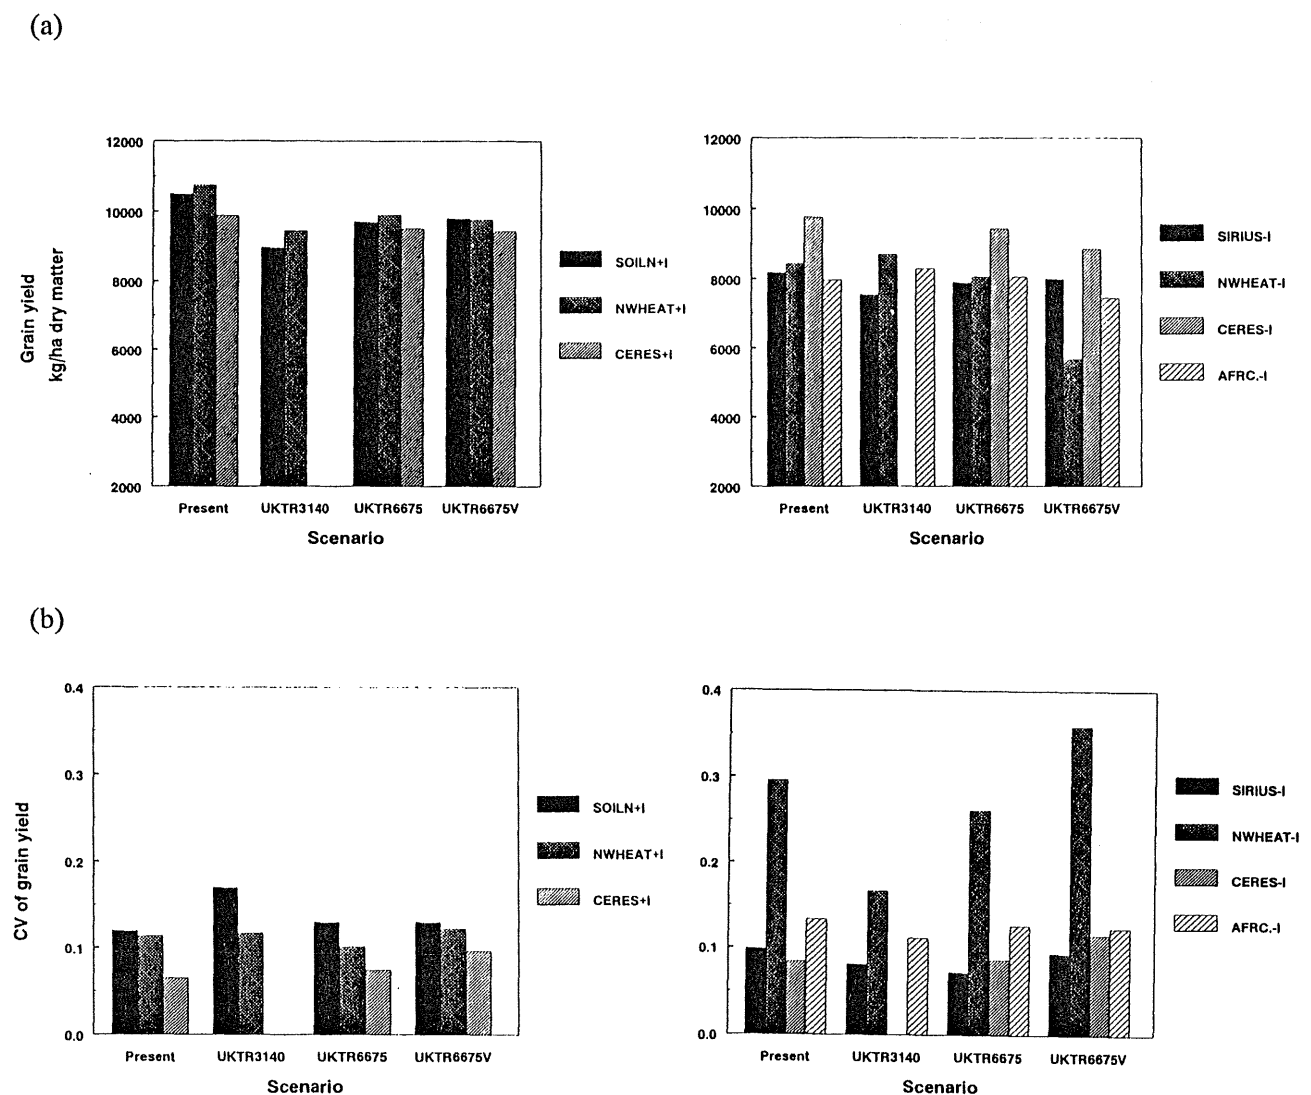 (a)
Grain yield
kg/ha dry matter
12000
10000
8000
6000
4000
2000
Present UKTR3140 UKTR6675 UKTR6675V
Scenario
SOILN+I
NWHEAT+I
CERES+I
12000
10000
8000
6000
4000
2000
Present UKTR3140 UKTR6675 UKTR6675V
Scenario
SIRIUS-I
NWHEAT-I
CERES-I
AFRC.-I
(b)
CV of grain yield
0.4
0.3
0.2
0.1
0.0
Present UKTR3140 UKTR6675 UKTR6675V
Scenario
SOILN+I
NWHEAT+I
CERES+I
0.4
0.3
0.2
0.1
0.0
Present UKTR3140 UKTR6675 UKTR6675V
Scenario
SIRIUS-I
NWHEAT-I
CERES-I
AFRC.-I